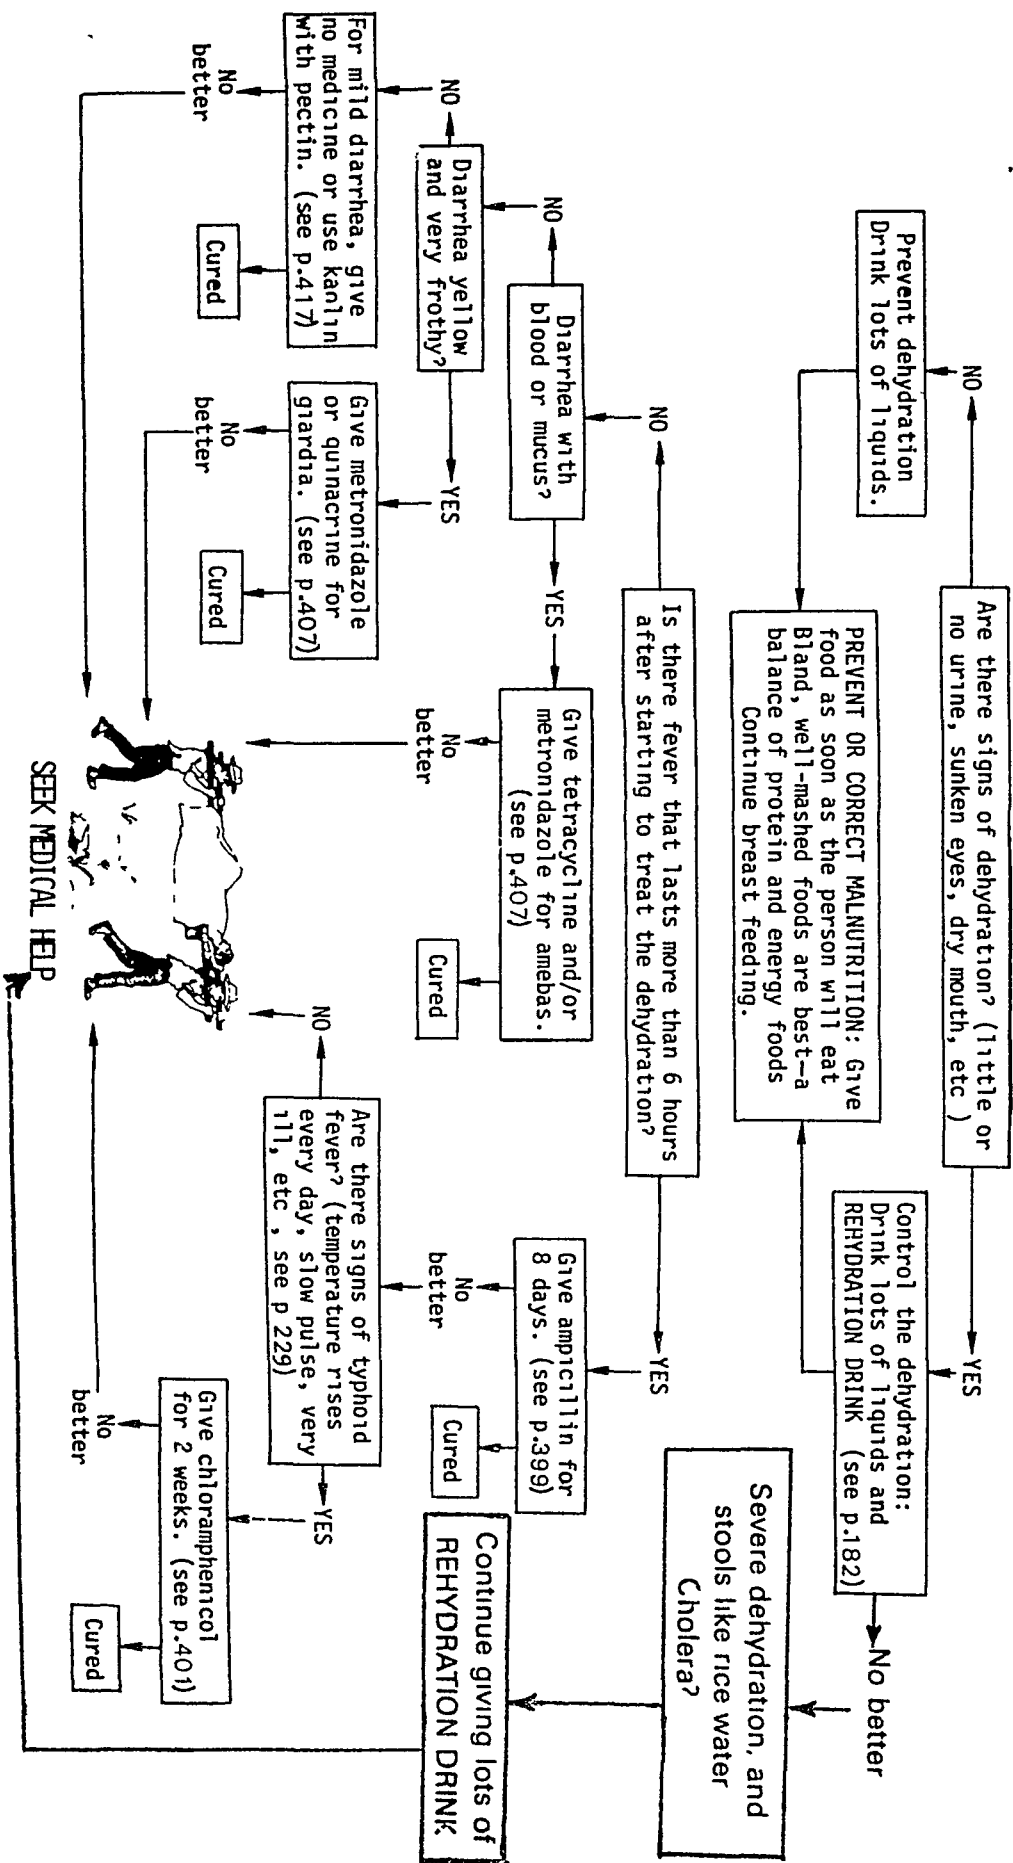 Are there signs of dehydration? (little or
no urine, sunken eyes, dry mouth, etc )
NO
YES
Prevent dehydration
Drink lots of liquids.
Control the dehydration:
Drink lots of liquids and
REHYDRATION DRINK (see p.182)
No better
PREVENT OR CORRECT MALNUTRITION: Give
food as soon as the person will eat
Bland, well-mashed foods are best—a
balance of protein and energy foods
Continue breast feeding.
Severe dehydration, and
stools like rice water
Cholera?
Is there fever that lasts more than 6 hours
after starting to treat the dehydration?
NO
YES
Diarrhea with
blood or mucus?
NO
YES
Give ampicillin for
8 days. (see p.399)
No
better
Cured
Continue giving lots of
REHYDRATION DRINK
Give tetracycline and/or
metronidazole for amebas.
(see p.407)
No
better
Cured
Diarrhea yellow
and very frothy?
NO
YES
Are there signs of typhoid
fever? (temperature rises
every day, slow pulse, very
ill, etc , see p 229)
NO
YES
For mild diarrhea, give
no medicine or use kanlin
with pectin. (see p.417)
No
better
Cured
Give metronidazole
or quinacrine for
giardia. (see p.407)
No
better
Cured
Give chloramphenicol
for 2 weeks. (see p.401)
No
better
Cured
SEEK MEDICAL HELP